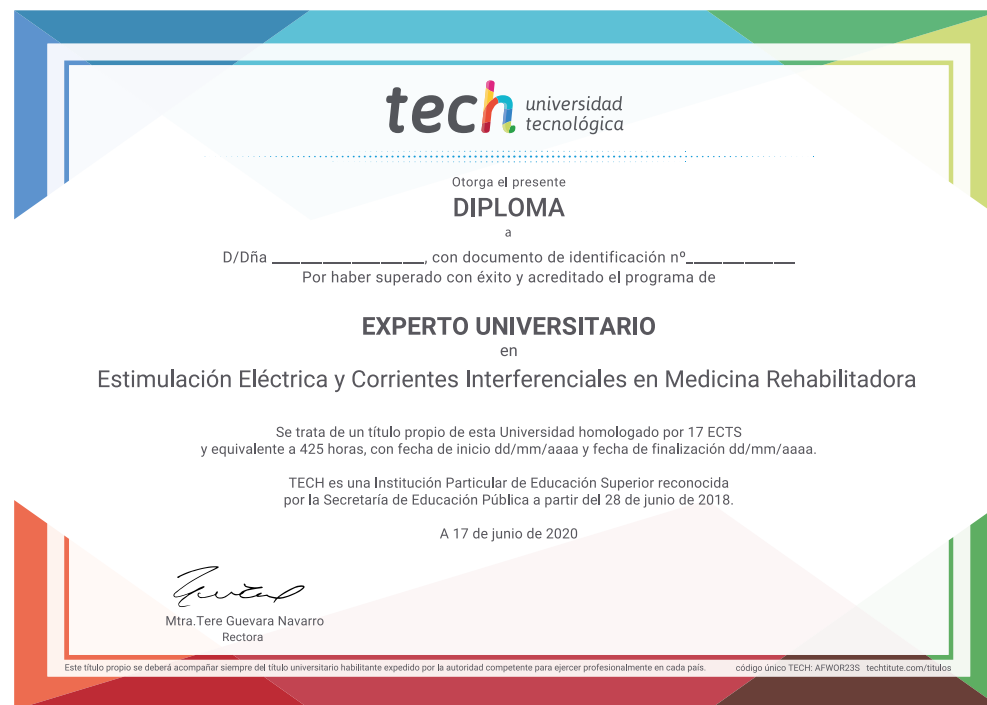 tech universidad
tecnológica
Otorga el presente
DIPLOMA
a
D/Dña ____________________, con documento de identificación nº______________
Por haber superado con éxito y acreditado el programa de
EXPERTO UNIVERSITARIO
en
Estimulación Eléctrica y Corrientes Interferenciales en Medicina Rehabilitadora
Se trata de un título propio de esta Universidad homologado por 17 ECTS
y equivalente a 425 horas, con fecha de inicio dd/mm/aaaa y fecha de finalización dd/mm/aaaa.
TECH es una Institución Particular de Educación Superior reconocida
por la Secretaría de Educación Pública a partir del 28 de junio de 2018.
A 17 de junio de 2020
Mtra.Tere Guevara Navarro
Rectora
Este título propio se deberá acompañar siempre del título universitario habilitante expedido por la autoridad competente para ejercer profesionalmente en cada país. código único TECH: AFWOR23S techtitute.com/titulos